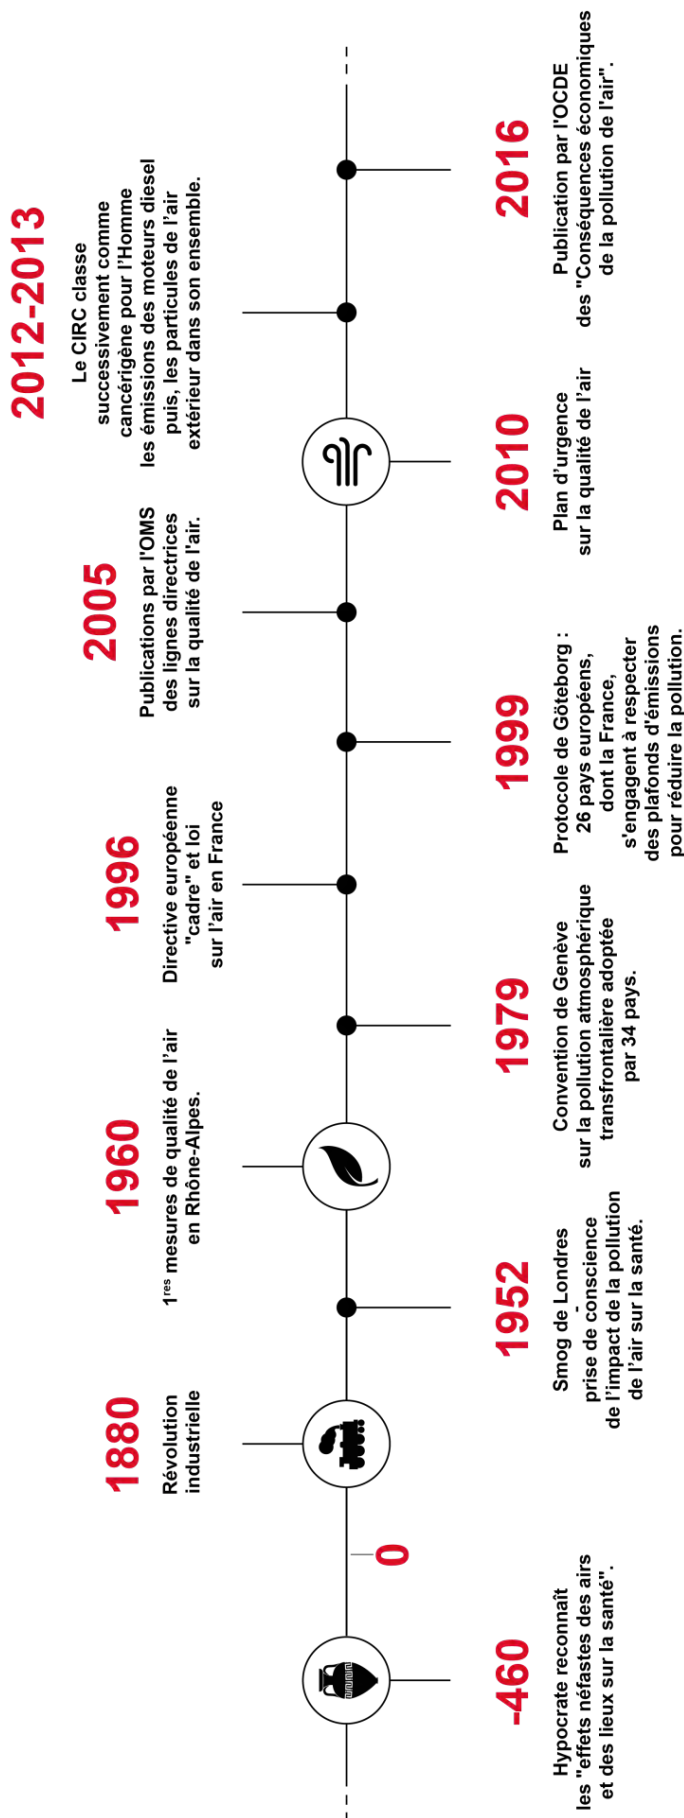 -460
Hypocrate reconnaît
les "effets néfastes des airs
et des lieux sur la santé".
0
1880
Révolution
industrielle
1952
Smog de Londres
-
prise de conscience
de l'impact de la pollution
de l'air sur la santé.
1960
1res mesures de qualité de l'air
en Rhône-Alpes.
1979
Convention de Genève
sur la pollution atmosphérique
transfrontalière adoptée
par 34 pays.
1996
Directive européenne
"cadre" et loi
sur l'air en France
1999
Protocole de Göteborg :
26 pays européens,
dont la France,
s'engagent à respecter
des plafonds d'émissions
pour réduire la pollution.
2005
Publications par l'OMS
des lignes directrices
sur la qualité de l'air.
2010
Plan d'urgence
sur la qualité de l'air
2012-2013
Le CIRC classe
successivement comme
cancérigène pour l'Homme
les émissions des moteurs diesel
puis, les particules de l'air
extérieur dans son ensemble.
2016
Publication par l'OCDE
des "Conséquences économiques
de la pollution de l'air".